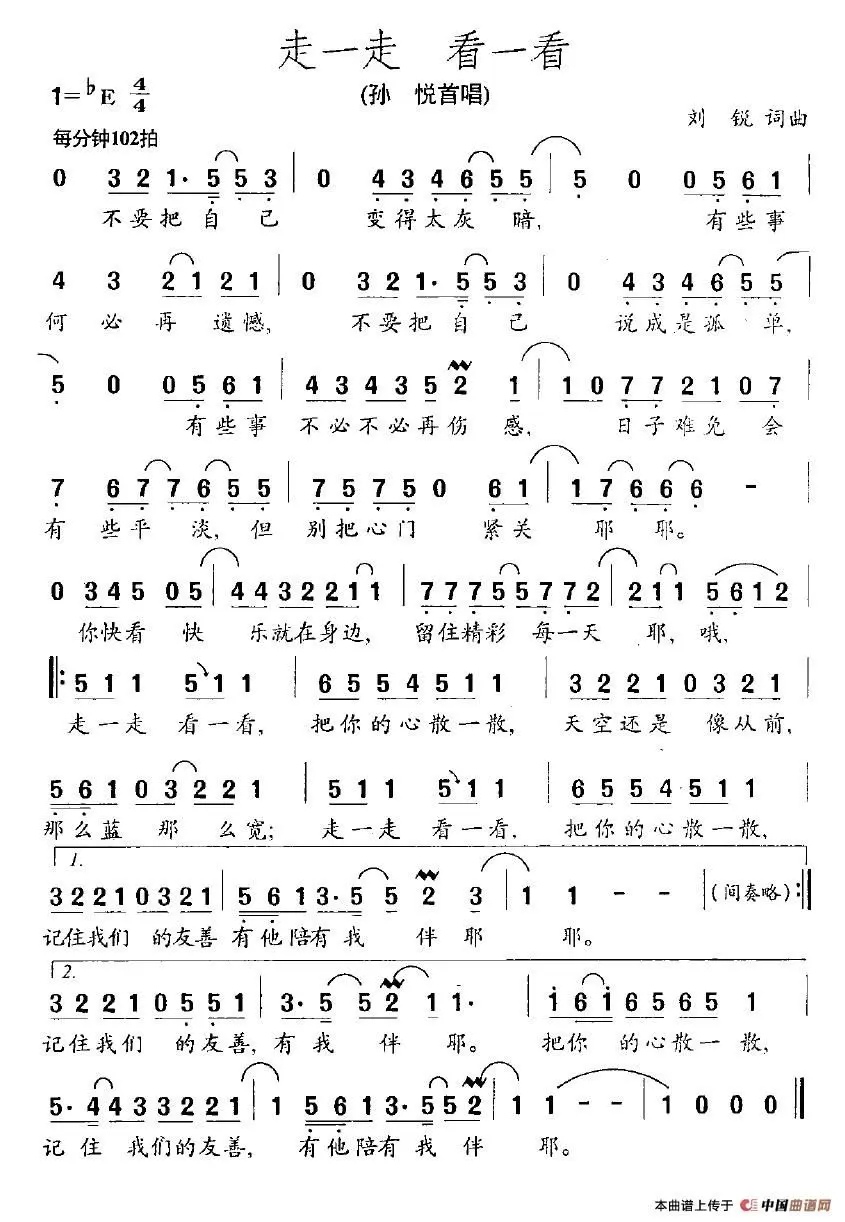 走一走 看一看
1=♭E 4/4
(孙 悦首唱)
刘 锐 词曲
每分钟102拍
0 3 2 1· 5 5 3 | 0 4 3 4 6 5 5 | 5 0 0 5 6 1 |
不要把自己 变得太灰暗, 有些事
4 3 2 1 2 1 | 0 3 2 1· 5 5 3 | 0 4 3 4 6 5 5
何必再遗憾, 不要把自己 说成是孤单,
5 0 0 5 6 1 | 4 3 4 3 4 3 5 2 1 | 1 0 7 7 2 1 0 7
有些事 不必不必再伤感, 日子难免会
7 6 7 7 6 5 5 | 7 5 7 5 0 6 1 | 1 7 6 6 6 -
有些平淡, 但别把心门 紧关耶耶。
0 3 4 5 0 5 | 4 4 3 2 2 1 1 | 7 7 7 5 5 7 7 2 | 2 1 1 5 6 1 2
你快看 快乐就在身边, 留住精彩每一天耶, 哦,
‖: 5 1 1 5 1 1 | 6 5 5 4 5 1 1 | 3 2 2 1 0 3 2 1 |
走一走 看一看, 把你的心散一散, 天空还是 像从前,
5 6 1 0 3 2 2 1 | 5 1 1 5 1 1 | 6 5 5 4 5 1 1
那么蓝 那么宽; 走一走 看一看, 把你的心散一散,
1.
3 2 2 1 0 3 2 1 | 5 6 1 3· 5 5 2 3 | 1 1 - - | (间奏略) :‖
记住我们 的友善 有他陪有我伴耶 耶。
2.
3 2 2 1 0 5 5 1 | 3· 5 5 2 1 1· | 1 6 1 6 5 6 5 1 |
记住我们 的友善, 有我伴耶。 把你的心散一散,
5· 4 4 3 3 2 2 1 | 1 5 6 1 3· 5 5 2 | 1 1 - - | 1 0 0 0 ‖
记住我们的友善, 有他陪有我伴 耶。
本曲谱上传于 中国曲谱网